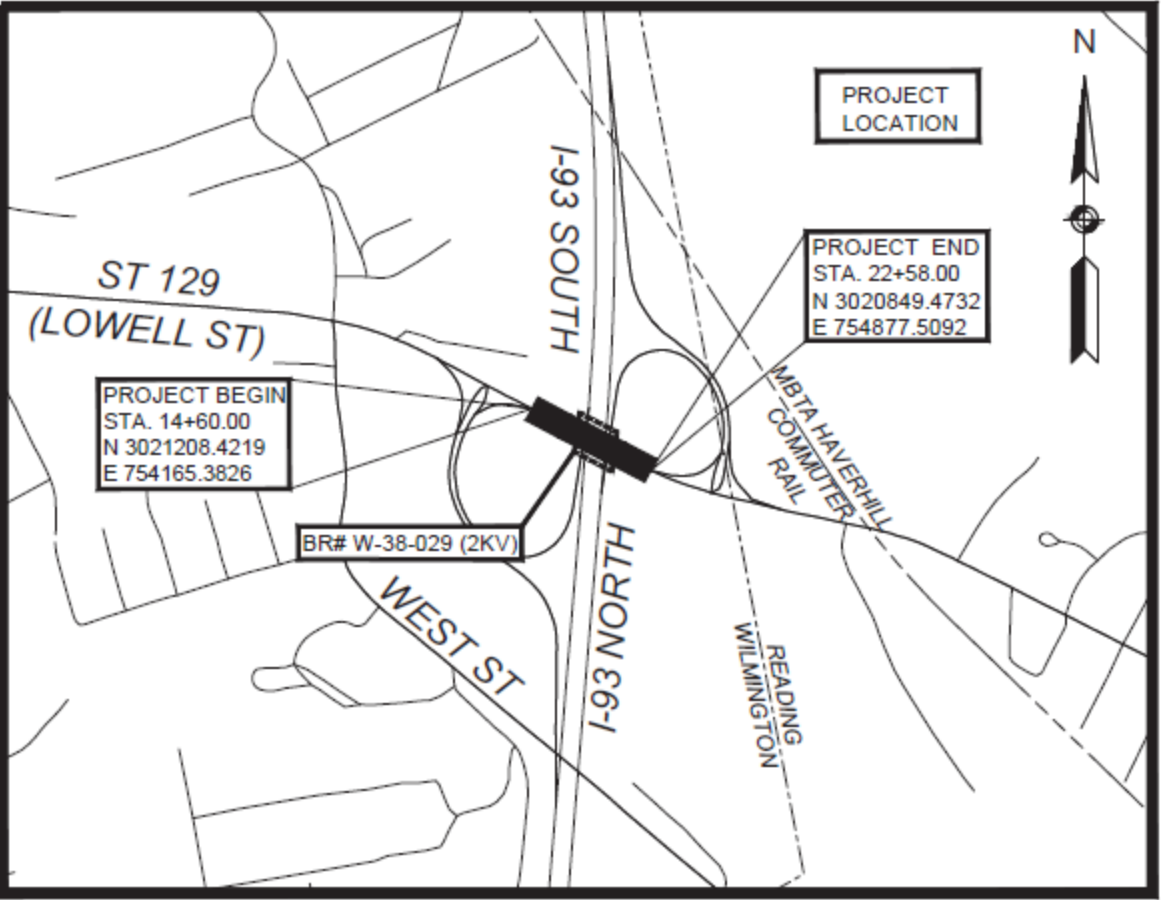 N
PROJECT
LOCATION
I-93 SOUTH
PROJECT END
STA. 22+58.00
N 3020849.4732
E 754877.5092
ST 129
(LOWELL ST)
PROJECT BEGIN
STA. 14+60.00
N 3021208.4219
E 754165.3826
MBTA HAVERHILL
COMMUTER
RAIL
BR# W-38-029 (2KV)
I-93 NORTH
WEST ST
READING
WILMINGTON